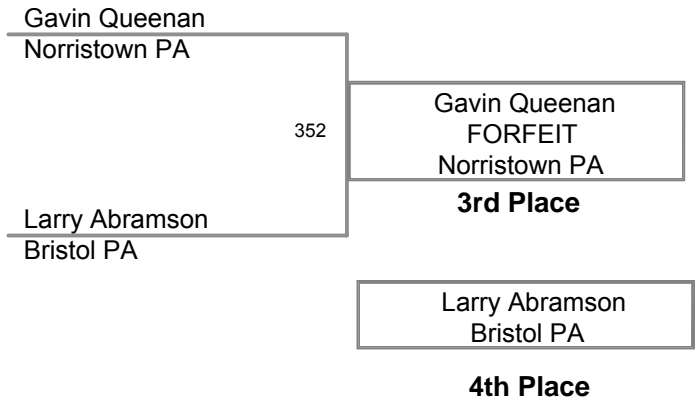 Gavin Queenan
Norristown PA
352
Gavin Queenan
FORFEIT
Norristown PA
3rd Place
Larry Abramson
Bristol PA
Larry Abramson
Bristol PA
4th Place